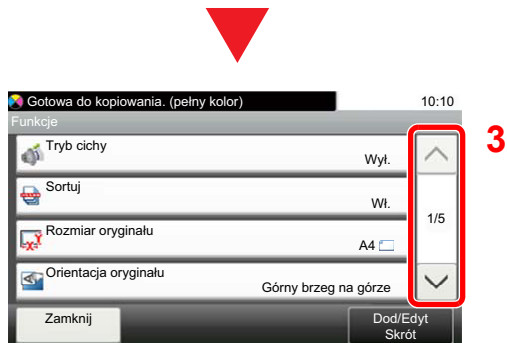 Gotowa do kopiowania. (pełny kolor) 10:10
Funkcje
Tryb cichy
Wył.
3
Sortuj
Wł.
1/5
Rozmiar oryginału
A4
Orientacja oryginału
Górny brzeg na górze
Zamknij
Dod/Edyt
Skrót